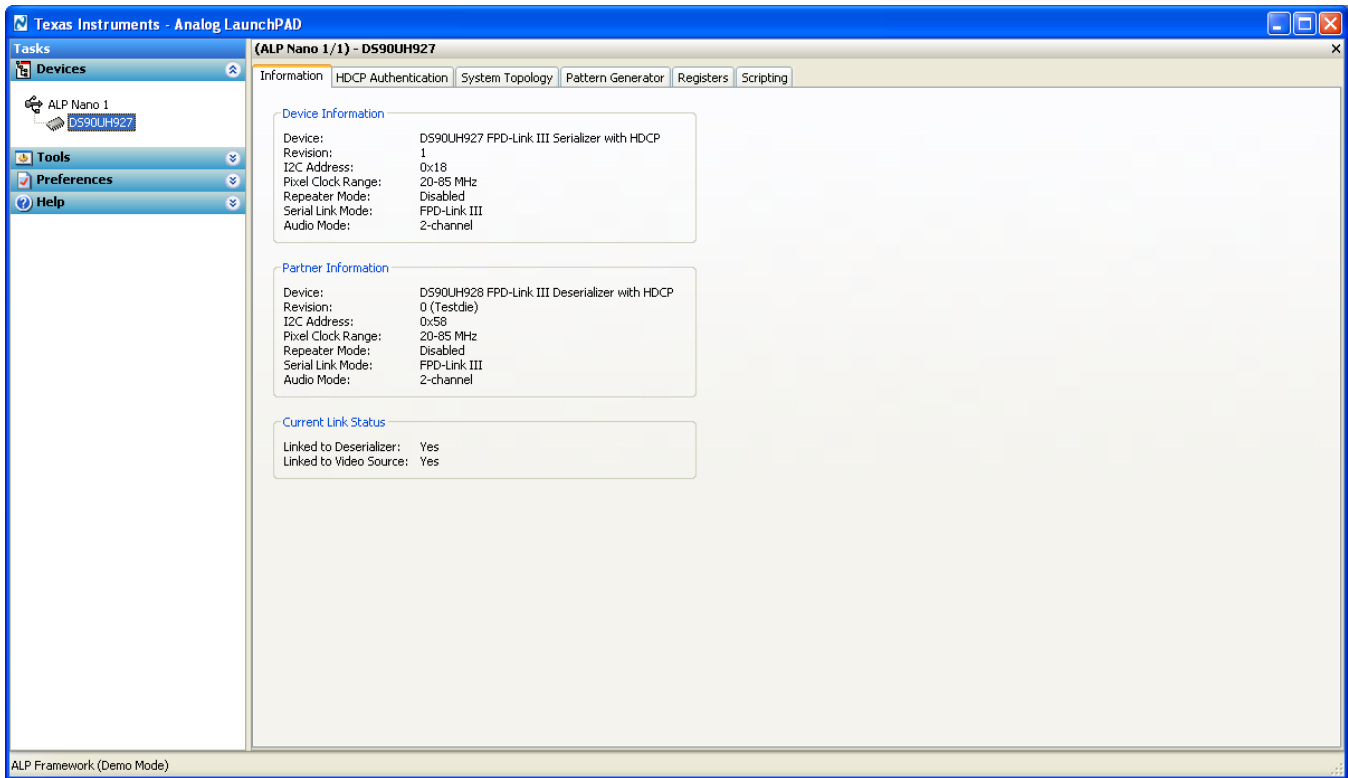 Texas Instruments - Analog LaunchPAD
Tasks
(ALP Nano 1/1) - DS90UH927
Devices
Information HDCP Authentication System Topology Pattern Generator Registers Scripting
ALP Nano 1
DS90UH927
Tools
Preferences
Help
Device Information
Device: DS90UH927 FPD-Link III Serializer with HDCP
Revision: 1
I2C Address: 0x18
Pixel Clock Range: 20-85 MHz
Repeater Mode: Disabled
Serial Link Mode: FPD-Link III
Audio Mode: 2-channel
Partner Information
Device: DS90UH928 FPD-Link III Deserializer with HDCP
Revision: 0 (Testdie)
I2C Address: 0x58
Pixel Clock Range: 20-85 MHz
Repeater Mode: Disabled
Serial Link Mode: FPD-Link III
Audio Mode: 2-channel
Current Link Status
Linked to Deserializer: Yes
Linked to Video Source: Yes
ALP Framework (Demo Mode)